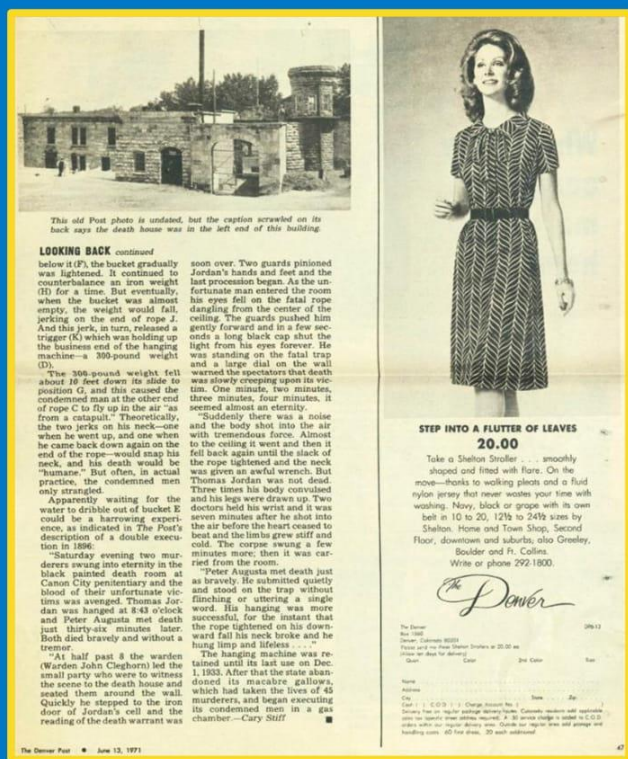 This old Post photo is undated, but the caption scrawled on its
back says the death house was in the left end of this building.
LOOKING BACK continued
below it (F), the bucket gradually
was lightened. It continued to
counterbalance an iron weight
(H) for a time. But eventually,
when the bucket was almost
empty, the weight would fall,
jerking on the end of rope J.
And this jerk, in turn, released a
trigger (K) which was holding up
the business end of the hanging
machine—a 300-pound weight
(D).
The 300-pound weight fell
about 10 feet down its slide to
position G, and this caused the
condemned man at the other end
of rope C to fly up in the air "as
from a catapult." Theoretically,
the two jerks on his neck—one
when he went up, and one when
he came back down again on the
end of the rope—would snap his
neck, and his death would be
"humane." But often, in actual
practice, the condemned men
only strangled.
Apparently waiting for the
water to dribble out of bucket E
could be a harrowing experi-
ence, as indicated in The Post's
description of a double execu-
tion in 1896:
"Saturday evening two mur-
derers swung into eternity in the
black painted death room at
Canon City penitentiary and the
blood of their unfortunate vic-
tims was avenged. Thomas Jor-
dan was hanged at 8:43 o'clock
and Peter Augusta met death
just thirty-six minutes later.
Both died bravely and without a
tremor.
"At half past 8 the warden
(Warden John Cleghorn) led the
small party who were to witness
the scene to the death house and
seated them around the wall.
Quickly he stepped to the iron
door of Jordan's cell and the
reading of the death warrant was
soon over. Two guards pinioned
Jordan's hands and feet and the
last procession began. As the un-
fortunate man entered the room
his eyes fell on the fatal rope
dangling from the center of the
ceiling. The guards pushed him
gently forward and in a few sec-
onds a long black cap shut the
light from his eyes forever. He
was standing on the fatal trap
and a large dial on the wall
warned the spectators that death
was slowly creeping upon its vic-
tim. One minute, two minutes,
three minutes, four minutes, it
seemed almost an eternity.
"Suddenly there was a noise
and the body shot into the air
with tremendous force. Almost
to the ceiling it went and then it
fell back again until the slack of
the rope tightened and the neck
was given an awful wrench. But
Thomas Jordan was not dead.
Three times his body convulsed
and his legs were drawn up. Two
doctors held his wrist and it was
seven minutes after he shot into
the air before the heart ceased to
beat and the limbs grew stiff and
cold. The corpse swung a few
minutes more; then it was car-
ried from the room.
"Peter Augusta met death just
as bravely. He submitted quietly
and stood on the trap without
flinching or uttering a single
word. His hanging was more
successful, for the instant that
the rope tightened on his down-
ward fall his neck broke and he
hung limp and lifeless . . . ."
The hanging machine was re-
tained until its last use on Dec.
1, 1933. After that the state aban-
doned its macabre gallows,
which had taken the lives of 45
murderers, and began executing
its condemned men in a gas
chamber.—Cary Stiff
STEP INTO A FLUTTER OF LEAVES
20.00
Take a Shelton Stroller . . . smoothly
shaped and fitted with flare. On the
move—thanks to walking pleats and a fluid
nylon jersey that never wastes your time with
washing. Navy, black or grape with its own
belt in 10 to 20, 12½ to 24½ sizes by
Shelton. Home and Town Shop, Second
Floor, downtown and suburbs; also Greeley,
Boulder and Ft. Collins.
Write or phone 292-1800.
The Denver
The Denver
Denver, Colorado
Please send me these Shelton Strollers at 20.00 ea.
(Allow ten days for delivery)
Quan. Color 2nd Color Size
Name
Address
City State Zip
The Denver Post • June 13, 1971
47